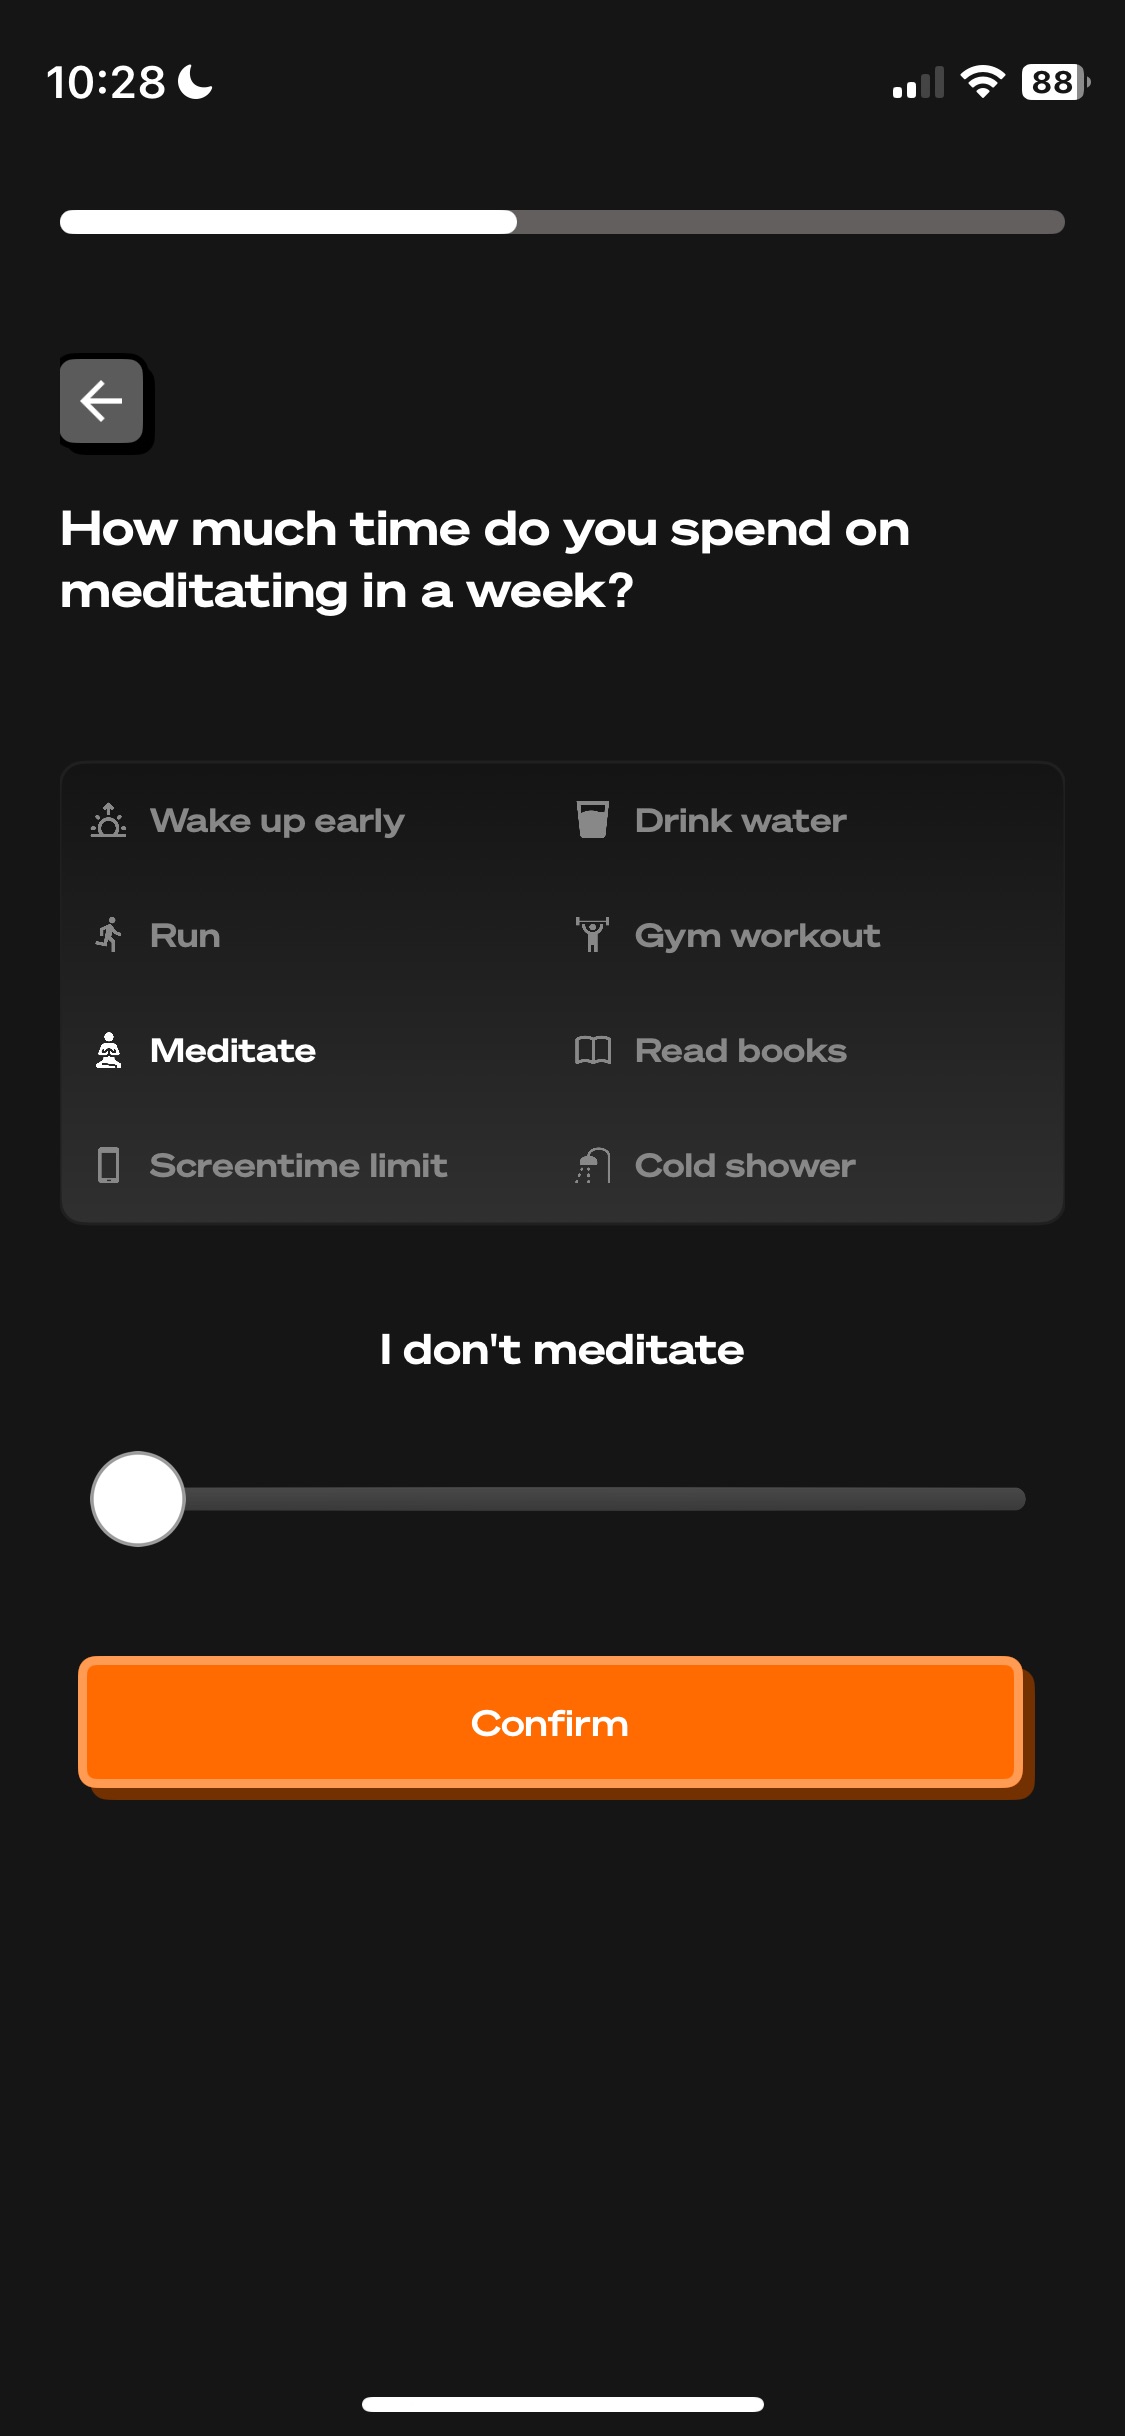 10:28
88
How much time do you spend on
meditating in a week?
Wake up early
Drink water
Run
Gym workout
Meditate
Read books
Screentime limit
Cold shower
I don't meditate
Confirm